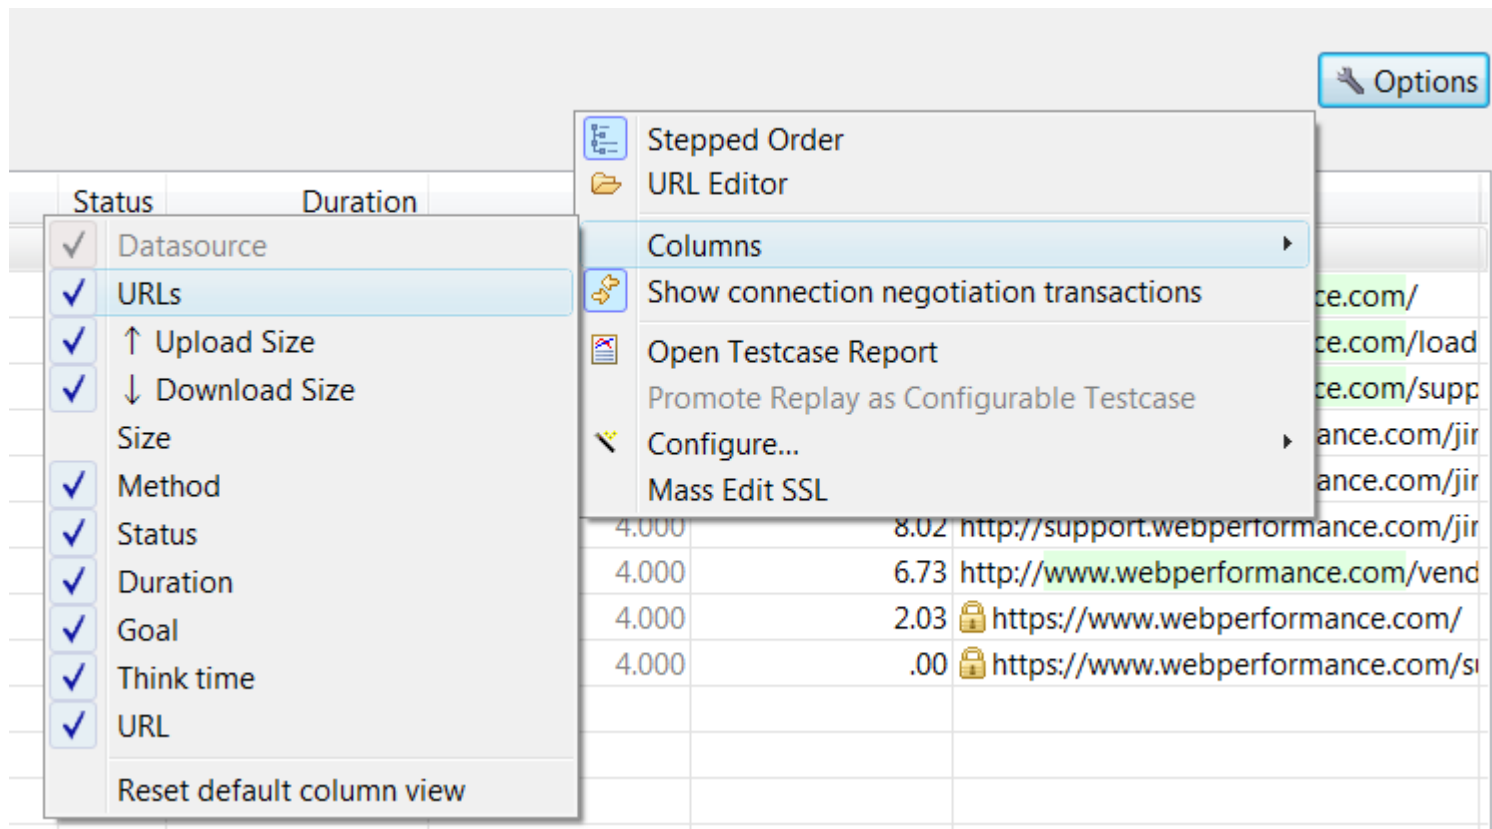 Options
Stepped Order
URL Editor
Columns
Show connection negotiation transactions
Open Testcase Report
Promote Replay as Configurable Testcase
Configure...
Mass Edit SSL
Status Duration
Datasource
URLs
↑ Upload Size
↓ Download Size
Size
Method
Status
Duration
Goal
Think time
URL
Reset default column view
ce.com/
ce.com/load
ce.com/supp
ance.com/jir
ance.com/jir
4.000 8.02 http://support.webperformance.com/jir
4.000 6.73 http://www.webperformance.com/vend
4.000 2.03 https://www.webperformance.com/
4.000 .00 https://www.webperformance.com/su